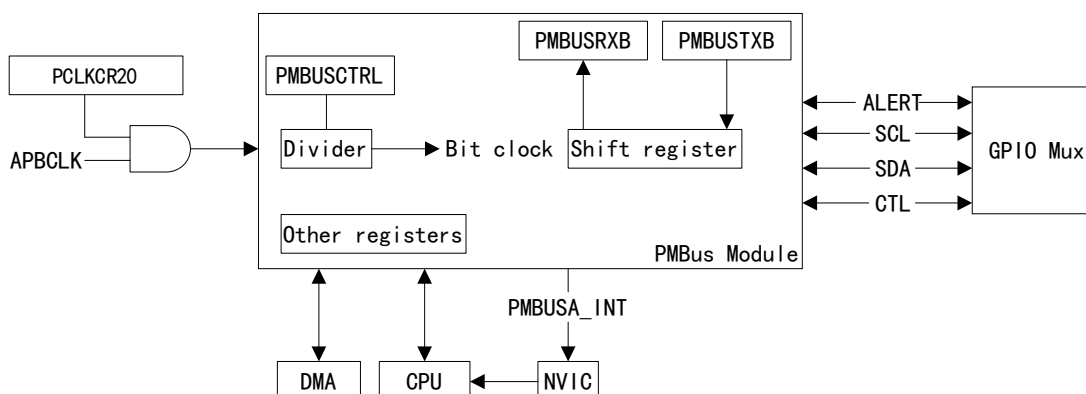 PMBUSRXB
PMBUSTXB
PCLKCR20
PMBUSCTRL
ALERT
SCL
APBCLK
Divider
Bit clock
Shift register
GPIO Mux
SDA
CTL
Other registers
PMBus Module
PMBUSA_INT
DMA
CPU
NVIC